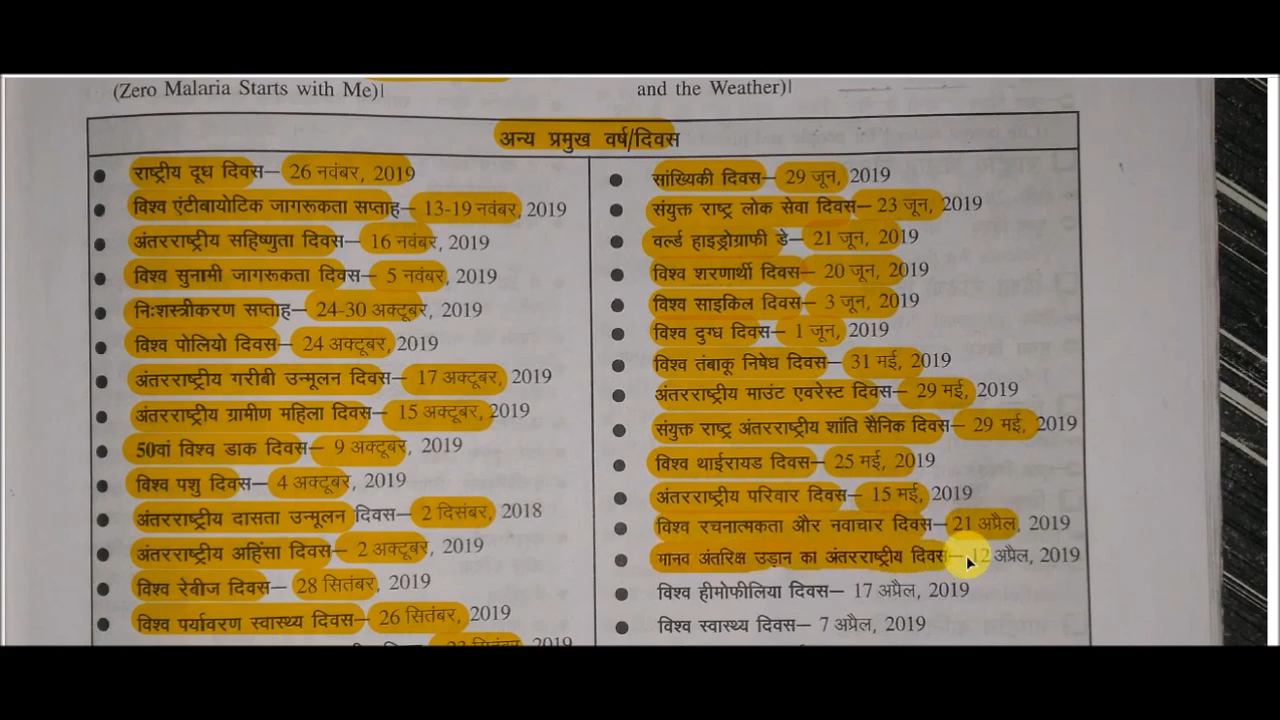 (Zero Malaria Starts with Me)|
and the Weather)|
अन्य प्रमुख वर्ष/दिवस
राष्ट्रीय दूध दिवस– 26 नवंबर, 2019
विश्व एंटीबायोटिक जागरूकता सप्ताह– 13-19 नवंबर, 2019
अंतरराष्ट्रीय सहिष्णुता दिवस– 16 नवंबर, 2019
विश्व सुनामी जागरूकता दिवस– 5 नवंबर, 2019
निःशस्त्रीकरण सप्ताह– 24-30 अक्टूबर, 2019
विश्व पोलियो दिवस– 24 अक्टूबर, 2019
अंतरराष्ट्रीय गरीबी उन्मूलन दिवस– 17 अक्टूबर, 2019
अंतरराष्ट्रीय ग्रामीण महिला दिवस– 15 अक्टूबर, 2019
50वां विश्व डाक दिवस– 9 अक्टूबर, 2019
विश्व पशु दिवस– 4 अक्टूबर, 2019
अंतरराष्ट्रीय दासता उन्मूलन दिवस– 2 दिसंबर, 2018
अंतरराष्ट्रीय अहिंसा दिवस– 2 अक्टूबर, 2019
विश्व रेबीज दिवस– 28 सितंबर, 2019
विश्व पर्यावरण स्वास्थ्य दिवस– 26 सितंबर, 2019
सांख्यिकी दिवस– 29 जून, 2019
संयुक्त राष्ट्र लोक सेवा दिवस– 23 जून, 2019
वर्ल्ड हाइड्रोग्राफी डे– 21 जून, 2019
विश्व शरणार्थी दिवस– 20 जून, 2019
विश्व साइकिल दिवस– 3 जून, 2019
विश्व दुग्ध दिवस– 1 जून, 2019
विश्व तंबाकू निषेध दिवस– 31 मई, 2019
अंतरराष्ट्रीय माउंट एवरेस्ट दिवस– 29 मई, 2019
संयुक्त राष्ट्र अंतरराष्ट्रीय शांति सैनिक दिवस– 29 मई, 2019
विश्व थाईरायड दिवस– 25 मई, 2019
अंतरराष्ट्रीय परिवार दिवस– 15 मई, 2019
विश्व रचनात्मकता और नवाचार दिवस– 21 अप्रैल, 2019
मानव अंतरिक्ष उड़ान का अंतरराष्ट्रीय दिवस– 12 अप्रैल, 2019
विश्व हीमोफीलिया दिवस– 17 अप्रैल, 2019
विश्व स्वास्थ्य दिवस– 7 अप्रैल, 2019